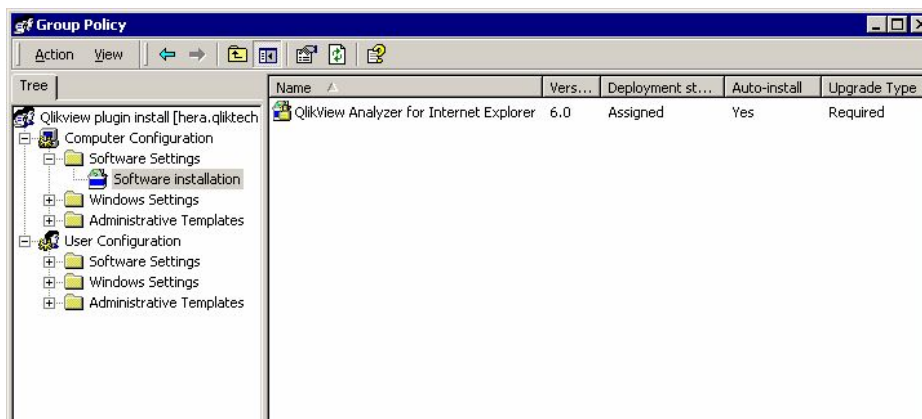 Group Policy
Action View
Tree
Name Vers... Deployment st... Auto-install Upgrade Type
Qlikview plugin install [hera.qliktech
Computer Configuration
Software Settings
Software installation
Windows Settings
Administrative Templates
User Configuration
Software Settings
Windows Settings
Administrative Templates
QlikView Analyzer for Internet Explorer 6.0 Assigned Yes Required